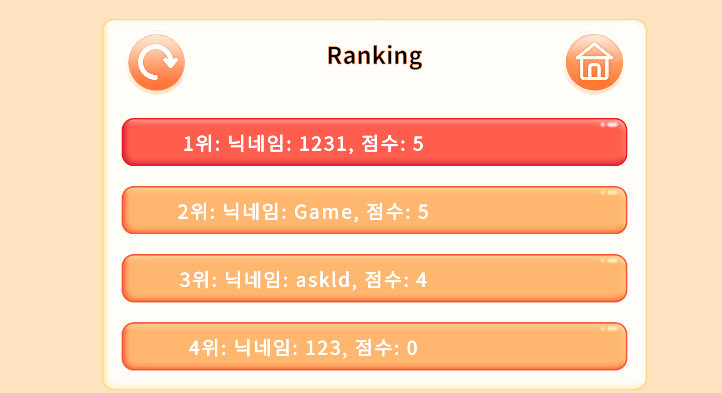 Ranking
1위: 닉네임: 1231, 점수: 5
2위: 닉네임: Game, 점수: 5
3위: 닉네임: askld, 점수: 4
4위: 닉네임: 123, 점수: 0